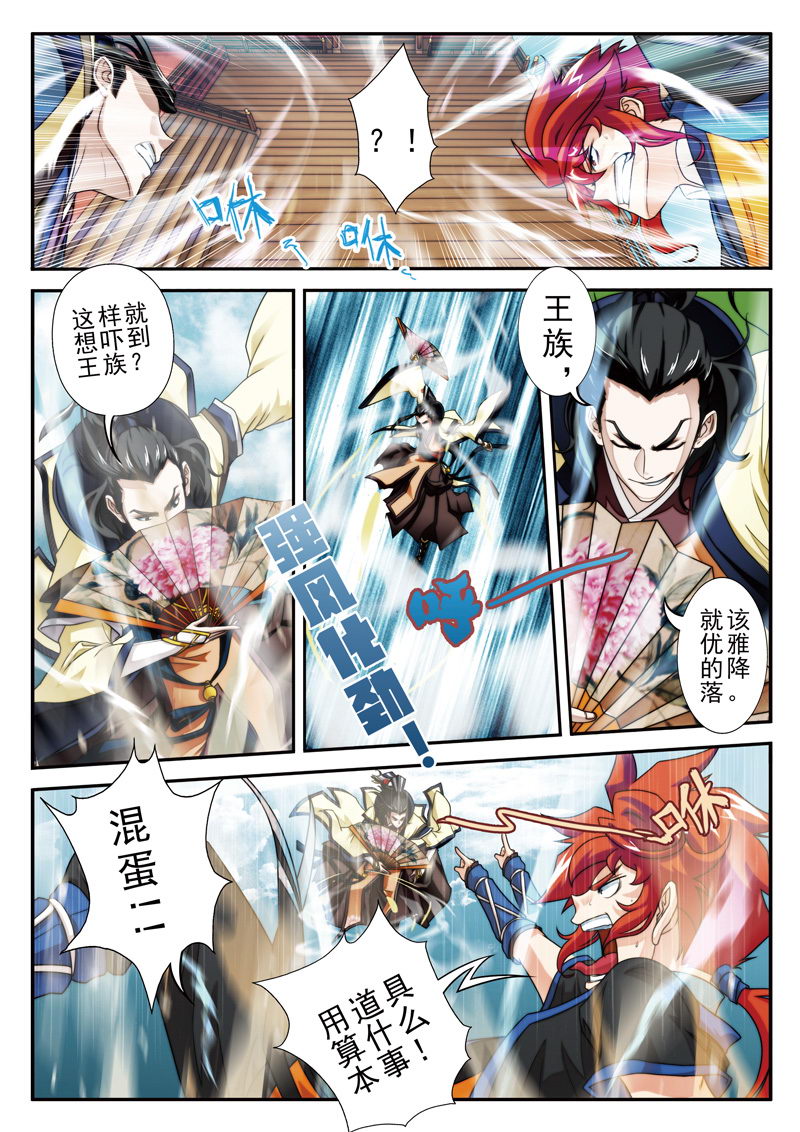 ？！
咻
咻
这样就
想吓到
王族？
强风化劲！
呼
王族，
就该
优雅
的降
落。
混蛋!!
咻
用道具
算什么
本事！